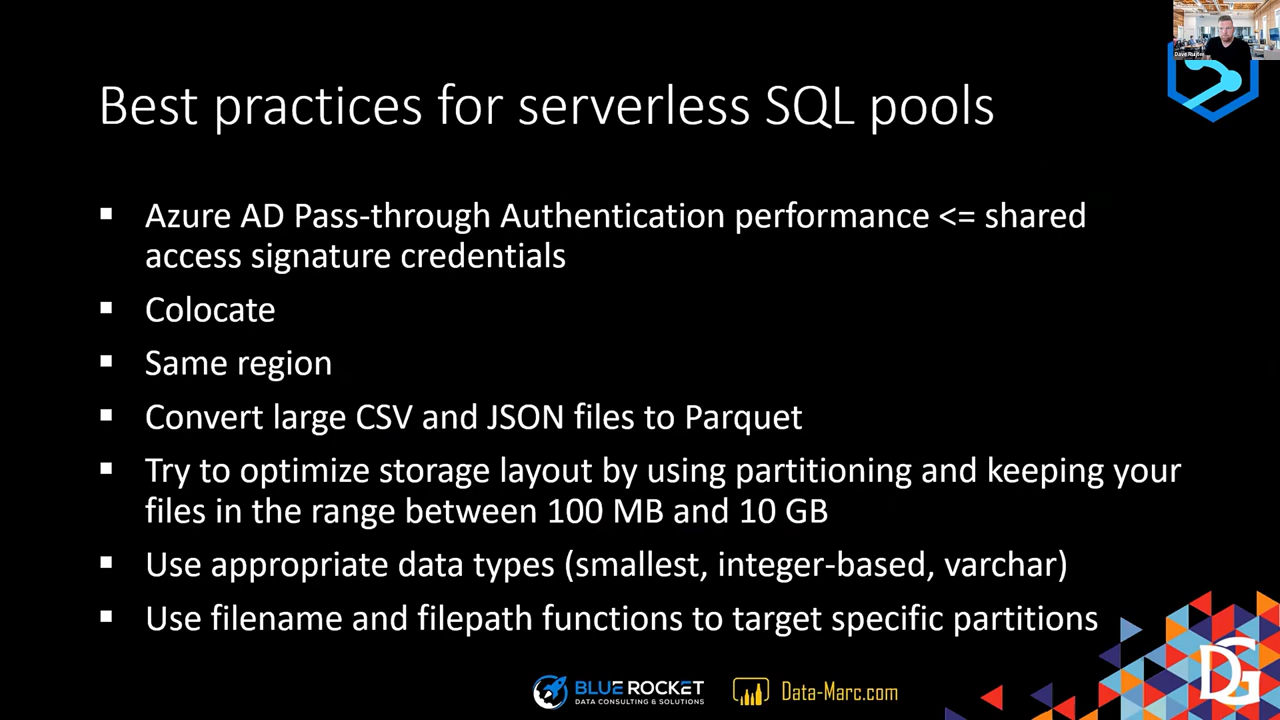 Best practices for serverless SQL pools
▪ Azure AD Pass-through Authentication performance <= shared
access signature credentials
▪ Colocate
▪ Same region
▪ Convert large CSV and JSON files to Parquet
▪ Try to optimize storage layout by using partitioning and keeping your
files in the range between 100 MB and 10 GB
▪ Use appropriate data types (smallest, integer-based, varchar)
▪ Use filename and filepath functions to target specific partitions
BLUE ROCKET
DATA CONSULTING & SOLUTIONS
Data-Marc.com
DG